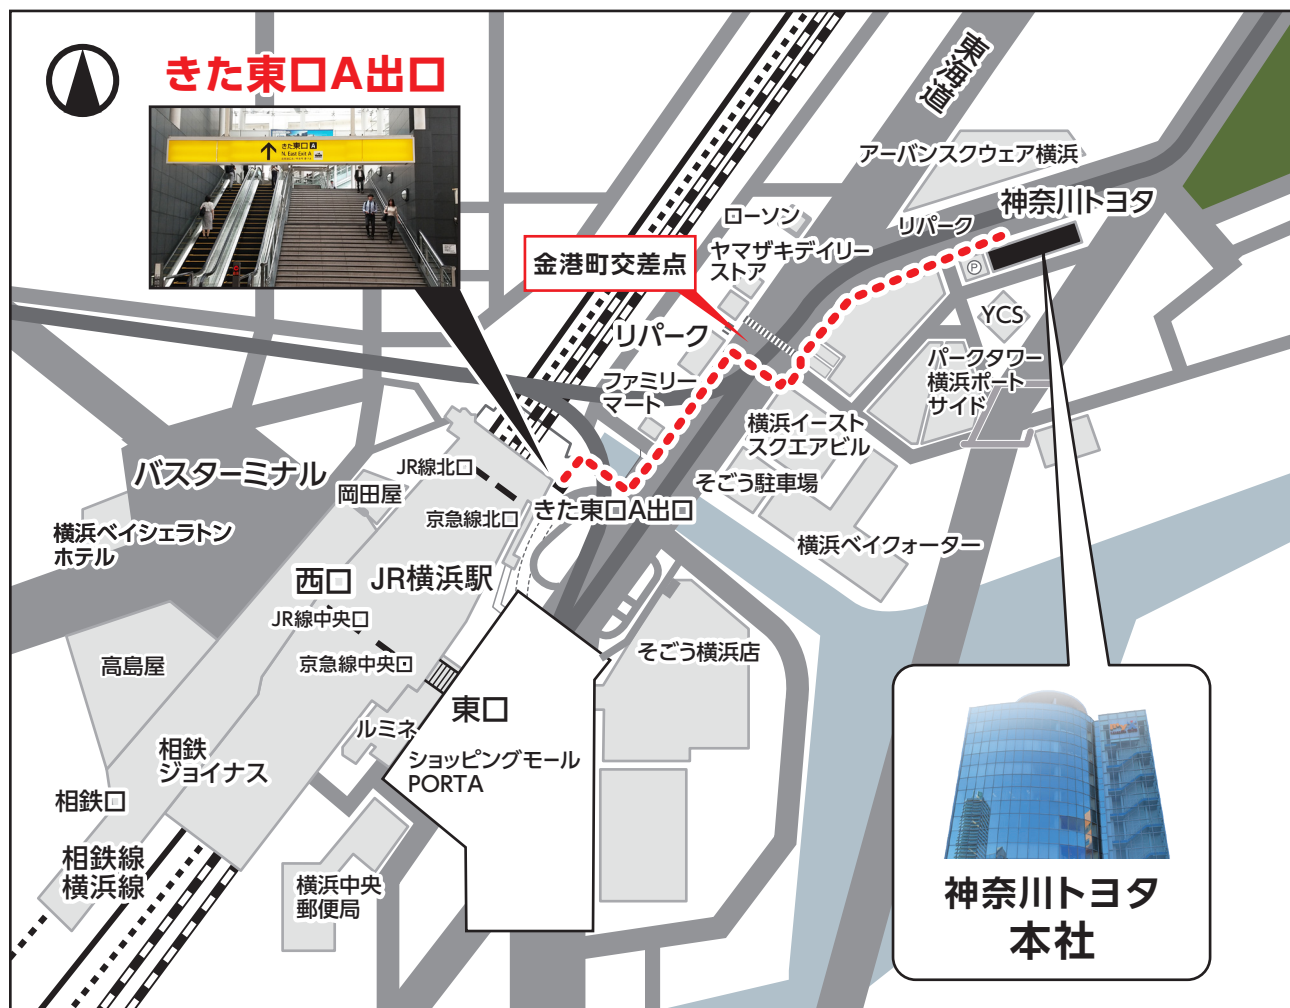 きた東口A出口
きた東口 A
N. East Exit A
東海道
アーバンスクウェア横浜
神奈川トヨタ
リパーク
ローソン
ヤマザキデイリー
ストア
金港町交差点
P
YCS
リパーク
パークタワー
横浜ポート
サイド
ファミリー
マート
横浜イースト
スクエアビル
バスターミナル
JR線北口
岡田屋
そごう駐車場
京急線北口
きた東口A出口
横浜ベイシェラトン
ホテル
横浜ベイクォーター
西口
JR横浜駅
JR線中央口
京急線中央口
高島屋
そごう横浜店
東口
ルミネ
ショッピングモール
PORTA
相鉄
ジョイナス
相鉄口
相鉄線
横浜線
横浜中央
郵便局
神奈川トヨタ
本社